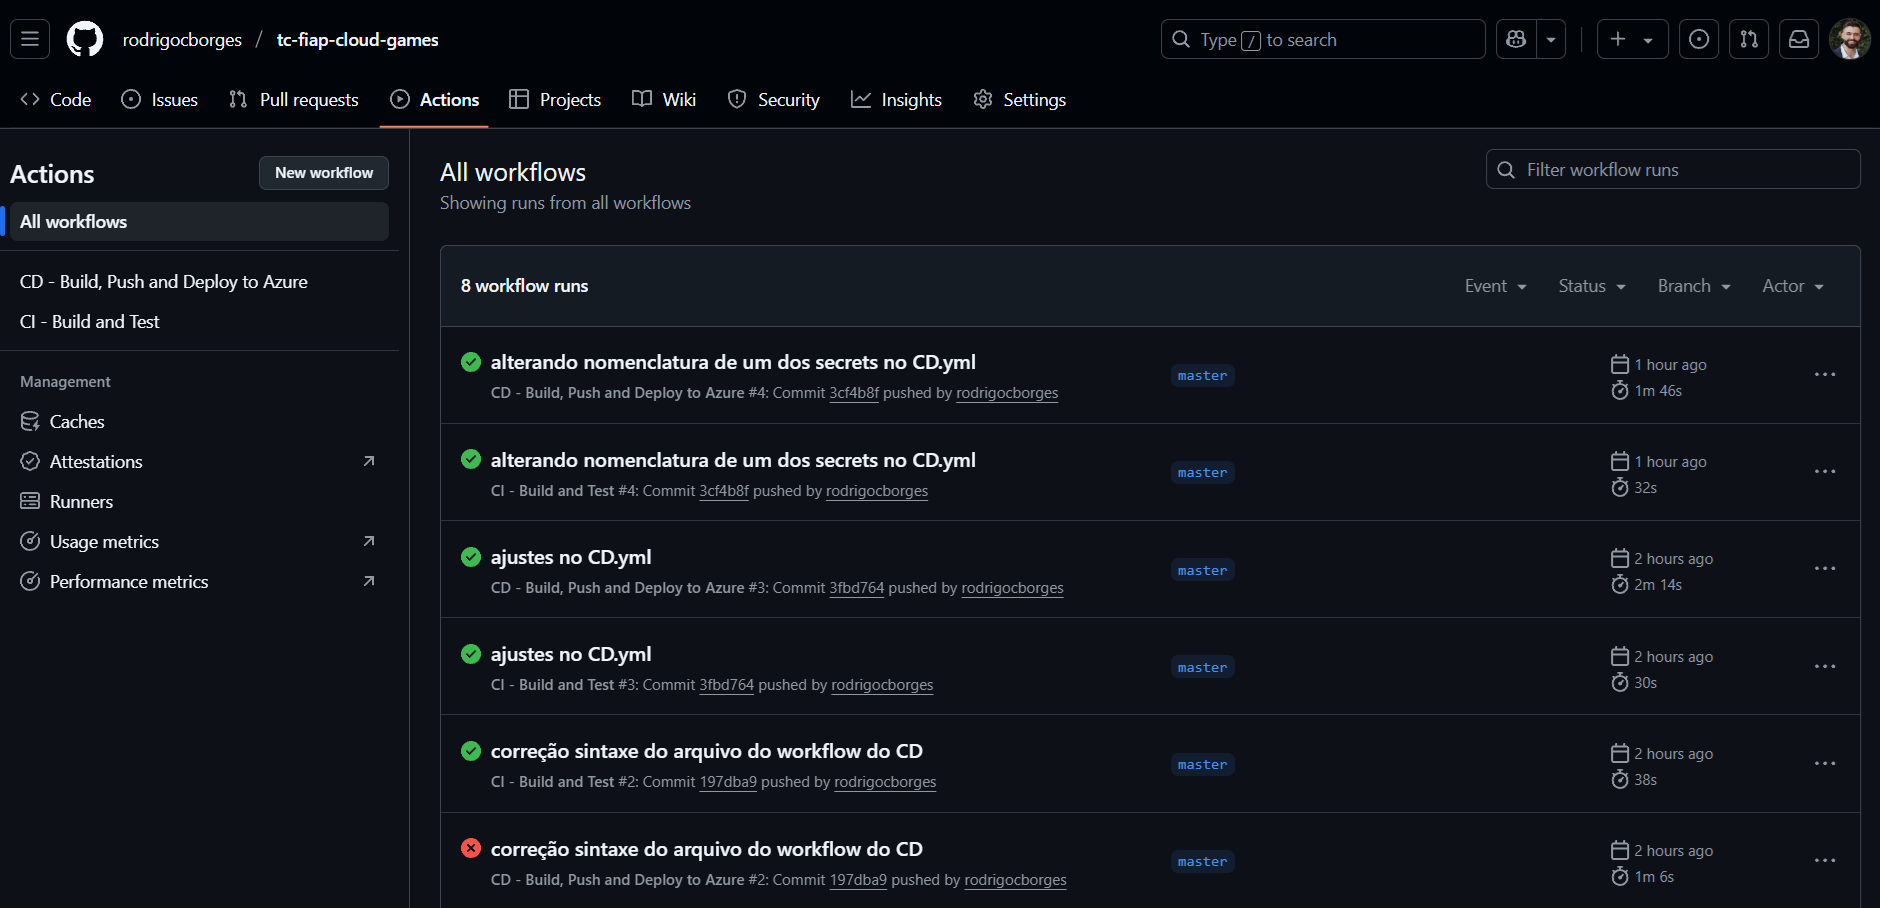 rodrigocborges / tc-fiap-cloud-games
Type / to search
Code
Issues
Pull requests
Actions
Projects
Wiki
Security
Insights
Settings
Actions
New workflow
All workflows
CD - Build, Push and Deploy to Azure
CI - Build and Test
Management
Caches
Attestations
Runners
Usage metrics
Performance metrics
All workflows
Showing runs from all workflows
Filter workflow runs
8 workflow runs
Event
Status
Branch
Actor
alterando nomenclatura de um dos secrets no CD.yml
CD - Build, Push and Deploy to Azure #4: Commit 3cf4b8f pushed by rodrigocborges
master
1 hour ago
1m 46s
alterando nomenclatura de um dos secrets no CD.yml
CI - Build and Test #4: Commit 3cf4b8f pushed by rodrigocborges
master
1 hour ago
32s
ajustes no CD.yml
CD - Build, Push and Deploy to Azure #3: Commit 3fbd764 pushed by rodrigocborges
master
2 hours ago
2m 14s
ajustes no CD.yml
CI - Build and Test #3: Commit 3fbd764 pushed by rodrigocborges
master
2 hours ago
30s
correção sintaxe do arquivo do workflow do CD
CI - Build and Test #2: Commit 197dba9 pushed by rodrigocborges
master
2 hours ago
38s
correção sintaxe do arquivo do workflow do CD
CD - Build, Push and Deploy to Azure #2: Commit 197dba9 pushed by rodrigocborges
master
2 hours ago
1m 6s